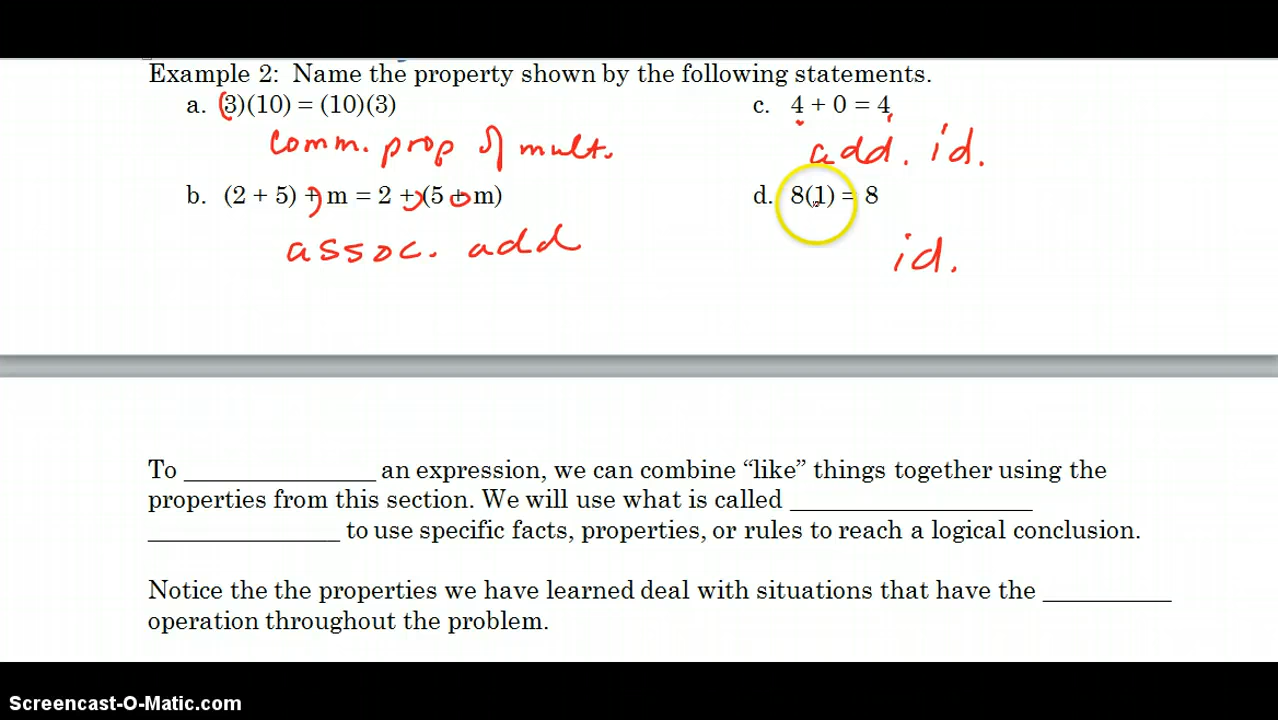 Example 2: Name the property shown by the following statements.
a. (3)(10) = (10)(3)
c. 4 + 0 = 4
comm. prop of mult.
add. id.
b. (2 + 5) + m = 2 + (5 + m)
d. 8(1) = 8
assoc. add
id.
To ______________ an expression, we can combine “like” things together using the
properties from this section. We will use what is called __________________
______________ to use specific facts, properties, or rules to reach a logical conclusion.
Notice the the properties we have learned deal with situations that have the _________
operation throughout the problem.
Screencast-O-Matic.com